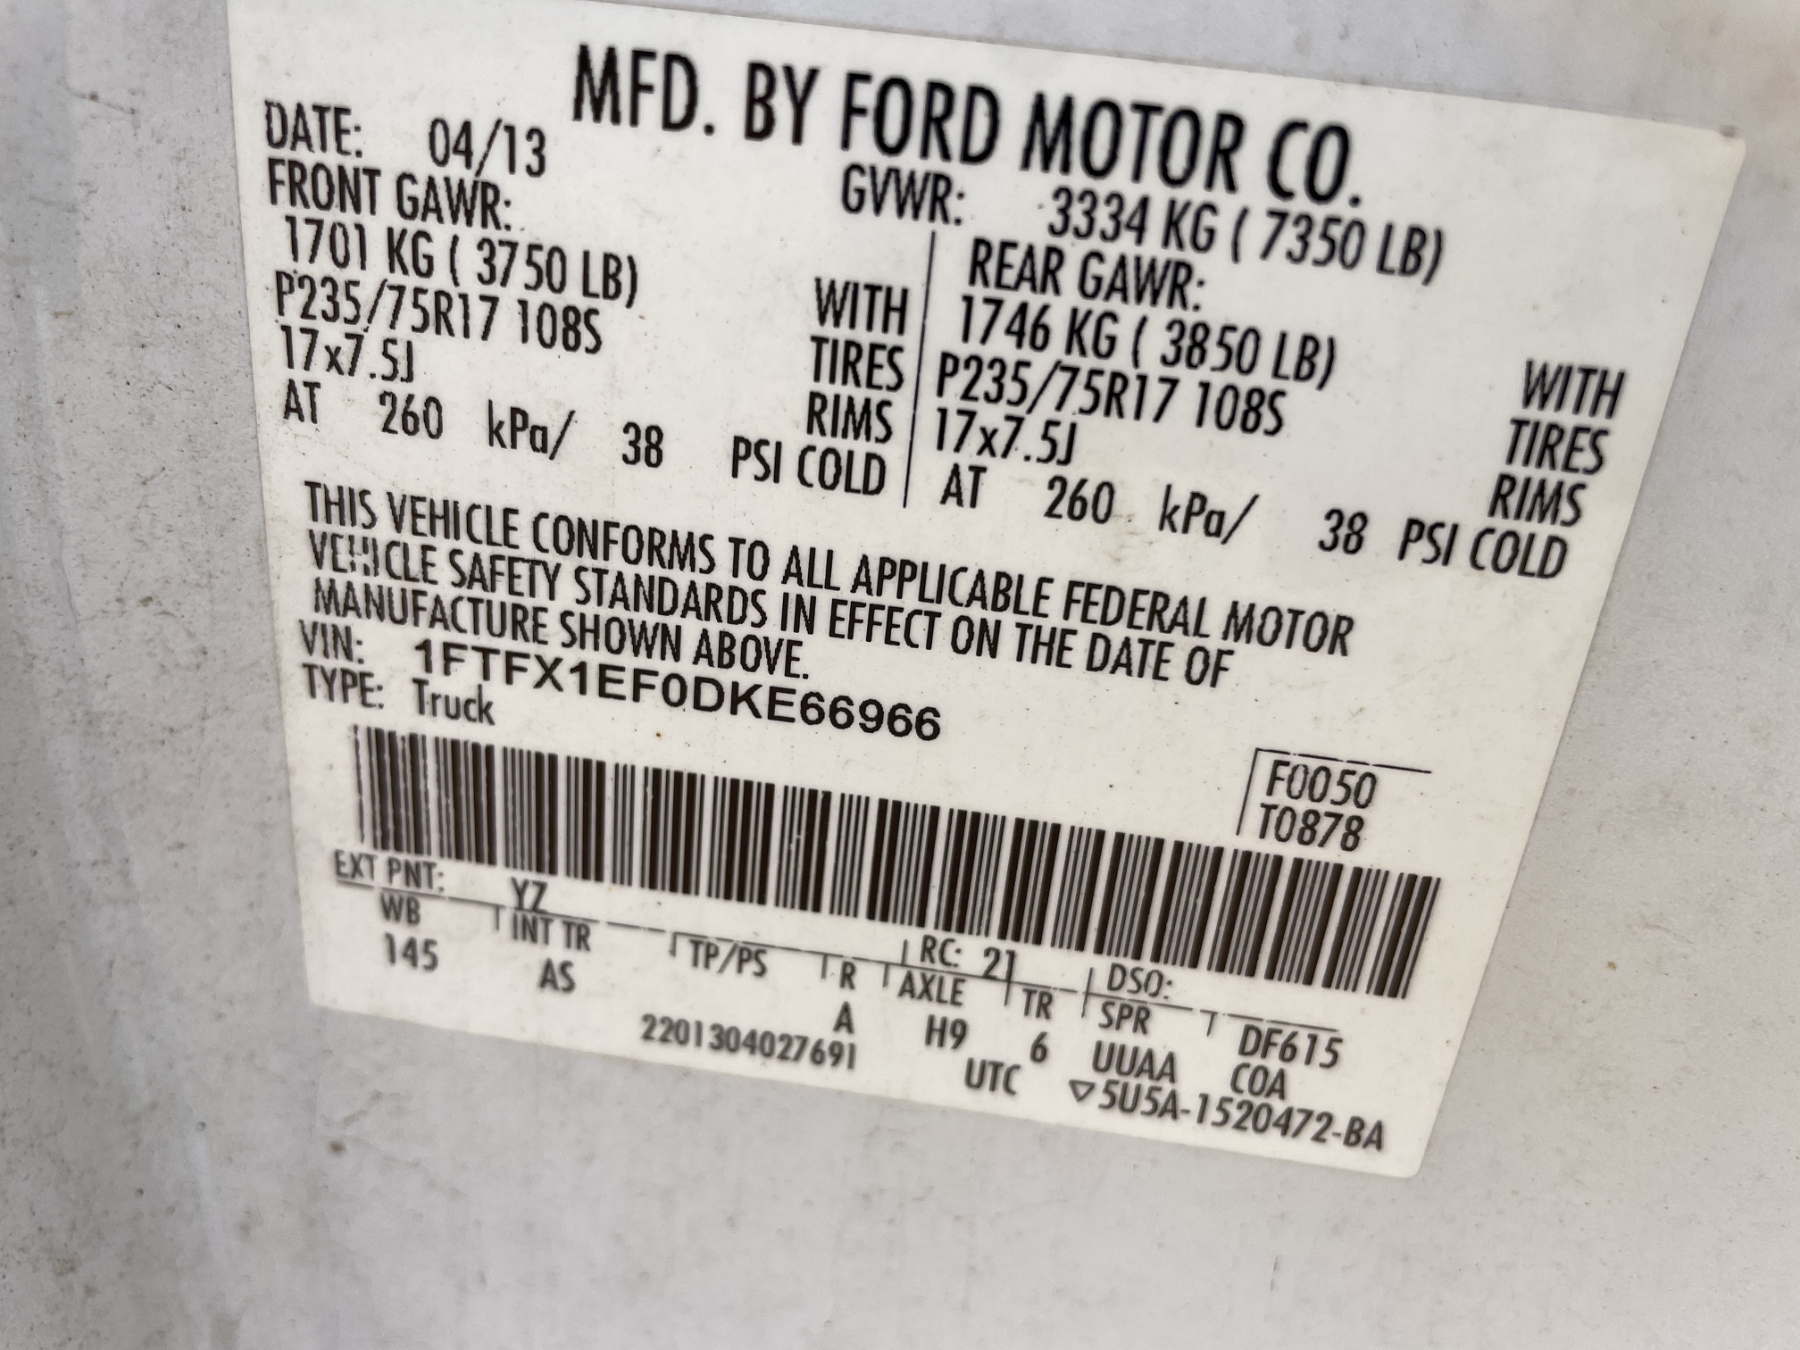 MFD. BY FORD MOTOR CO.
DATE: 04/13
GVWR: 3334 KG ( 7350 LB)
FRONT GAWR:
1701 KG ( 3750 LB)
WITH
P235/75R17 108S
TIRES
17x7.5J
RIMS
AT 260 kPa/ 38 PSI COLD
REAR GAWR:
1746 KG ( 3850 LB)
WITH
P235/75R17 108S
TIRES
17x7.5J
RIMS
AT 260 kPa/ 38 PSI COLD
THIS VEHICLE CONFORMS TO ALL APPLICABLE FEDERAL MOTOR
VEHICLE SAFETY STANDARDS IN EFFECT ON THE DATE OF
MANUFACTURE SHOWN ABOVE.
VIN: 1FTFX1EF0DKE66966
TYPE: Truck
F0050
T0878
EXT PNT: YZ RC: 21 DSO:
WB INT TR TP/PS R AXLE TR SPR DF615
145 AS A H9 6 UUAA COA
2201304027691 UTC ▽5U5A-1520472-BA